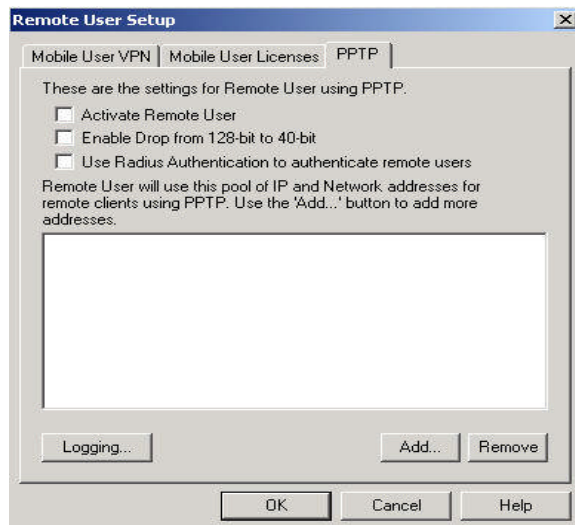 Remote User Setup
Mobile User VPN Mobile User Licenses PPTP
These are the settings for Remote User using PPTP.
Activate Remote User
Enable Drop from 128-bit to 40-bit
Use Radius Authentication to authenticate remote users
Remote User will use this pool of IP and Network addresses for
remote clients using PPTP. Use the 'Add...' button to add more
addresses.
Logging... Add... Remove
OK Cancel Help